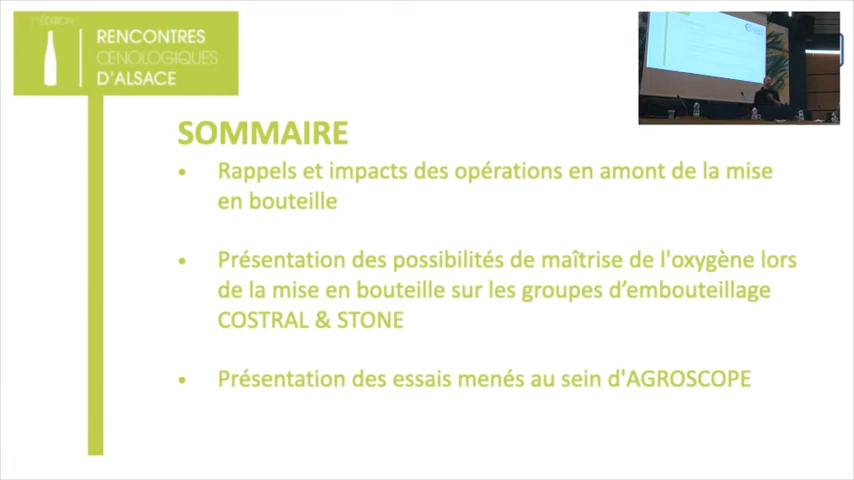 RENCONTRES
ŒNOLOGIQUES
D'ALSACE
SOMMAIRE
• Rappels et impacts des opérations en amont de la mise
en bouteille
• Présentation des possibilités de maîtrise de l'oxygène lors
de la mise en bouteille sur les groupes d’embouteillage
COSTRAL & STONE
• Présentation des essais menés au sein d'AGROSCOPE